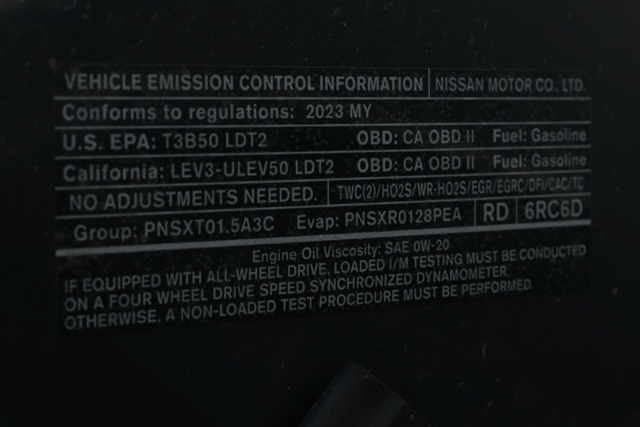 VEHICLE EMISSION CONTROL INFORMATION NISSAN MOTOR CO., LTD.
Conforms to regulations: 2023 MY
U.S. EPA: T3B50 LDT2 OBD: CA OBD II Fuel: Gasoline
California: LEV3-ULEV50 LDT2 OBD: CA OBD II Fuel: Gasoline
NO ADJUSTMENTS NEEDED. TWC(2)/HO2S/WR-HO2S/EGR/EGRC/DFI/CAC/TC
Group: PNSXT01.5A3C Evap: PNSXR0128PEA RD 6RC6D
Engine Oil Viscosity: SAE 0W-20
IF EQUIPPED WITH ALL-WHEEL DRIVE, LOADED I/M TESTING MUST BE CONDUCTED
ON A FOUR WHEEL DRIVE SPEED SYNCHRONIZED DYNAMOMETER.
OTHERWISE, A NON-LOADED TEST PROCEDURE MUST BE PERFORMED.